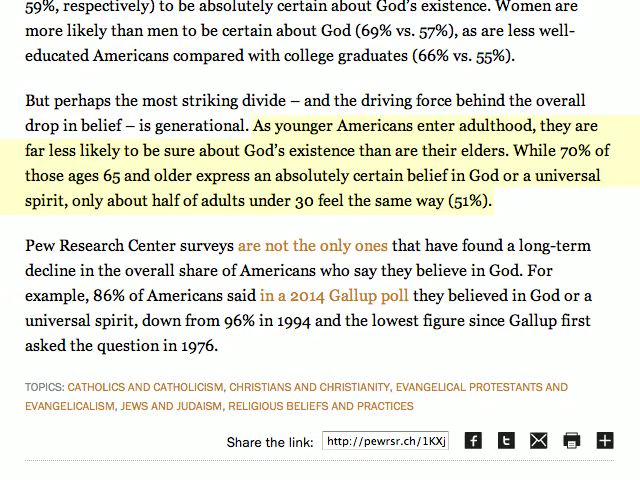 59%, respectively) to be absolutely certain about God's existence. Women are
more likely than men to be certain about God (69% vs. 57%), as are less well-
educated Americans compared with college graduates (66% vs. 55%).
But perhaps the most striking divide – and the driving force behind the overall
drop in belief – is generational. As younger Americans enter adulthood, they are
far less likely to be sure about God's existence than are their elders. While 70% of
those ages 65 and older express an absolutely certain belief in God or a universal
spirit, only about half of adults under 30 feel the same way (51%).
Pew Research Center surveys are not the only ones that have found a long-term
decline in the overall share of Americans who say they believe in God. For
example, 86% of Americans said in a 2014 Gallup poll they believed in God or a
universal spirit, down from 96% in 1994 and the lowest figure since Gallup first
asked the question in 1976.
TOPICS: CATHOLICS AND CATHOLICISM, CHRISTIANS AND CHRISTIANITY, EVANGELICAL PROTESTANTS AND
EVANGELICALISM, JEWS AND JUDAISM, RELIGIOUS BELIEFS AND PRACTICES
Share the link: http://pewrsr.ch/1KXj